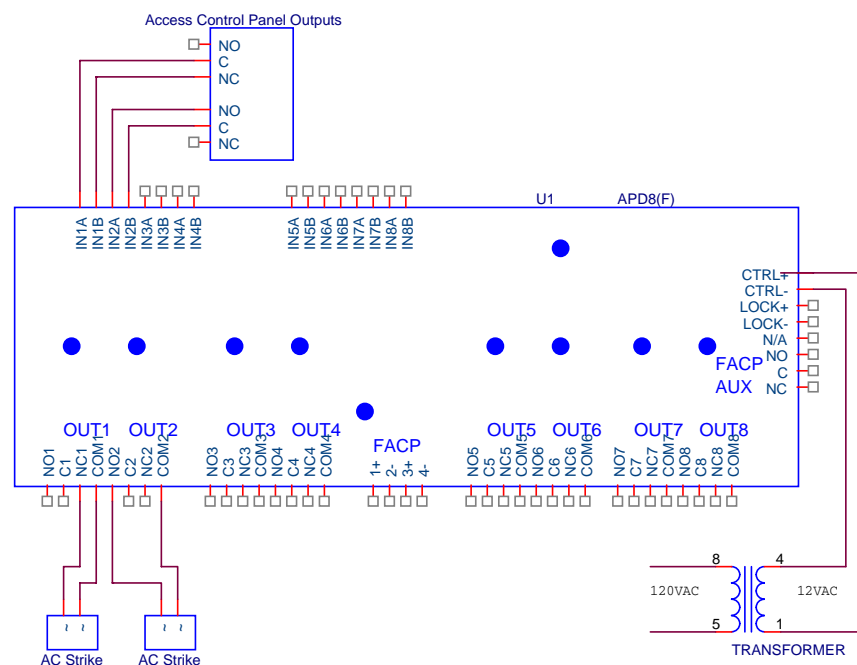 Access Control Panel Outputs
NO
C
NC
NO
C
NC
U1 APD8(F)
IN1A IN1B IN2A IN2B IN3A IN3B IN4A IN4B IN5A IN5B IN6A IN6B IN7A IN7B IN8A IN8B
CTRL+
CTRL-
LOCK+
LOCK-
N/A
NO
FACP
C
AUX
NC
OUT1 OUT2 OUT3 OUT4 FACP OUT5 OUT6 OUT7 OUT8
NO1 C1 NC1 COM1 NO2 C2 NC2 COM2 NO3 C3 NC3 COM3 NO4 C4 NC4 COM4 1+ 2- 3+ 4- NO5 C5 NC5 COM5 NO6 C6 NC6 COM6 NO7 C7 NC7 COM7 NO8 C8 NC8 COM8
8 4
120VAC 12VAC
5 1
TRANSFORMER
~ ~ ~ ~
AC Strike AC Strike